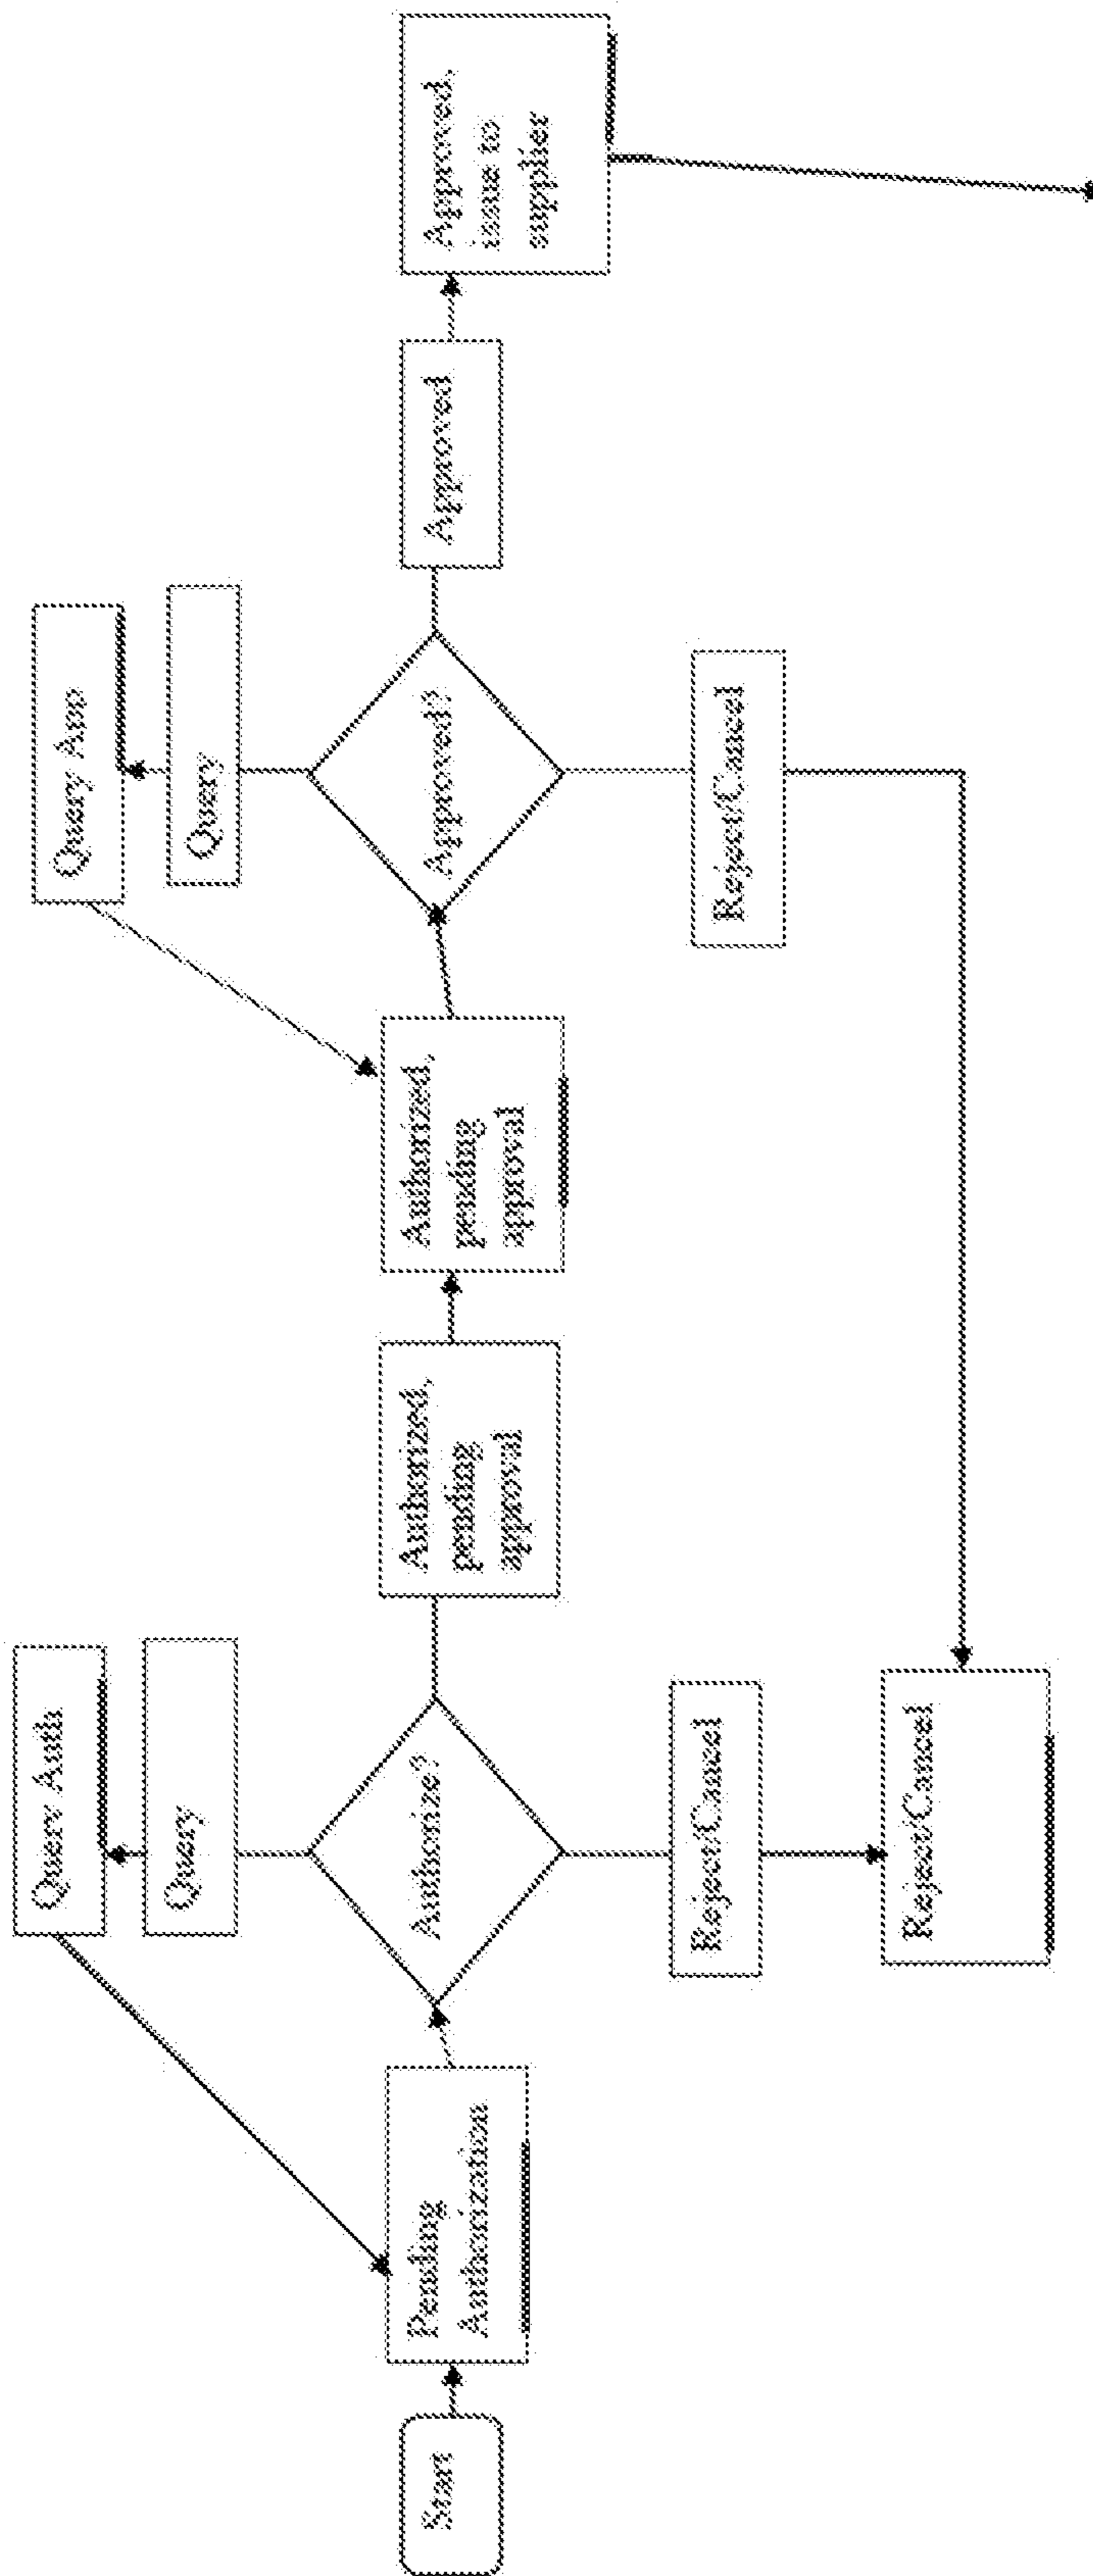 Start
Pending
Authorization
Query Auth
Query
Authorize?
Reject/Cancel
Reject/Cancel
Authorized,
pending
approval
Authorized,
pending
approval
Query App
Query
Approved?
Reject/Cancel
Approved
Approved,
issue to
supplier